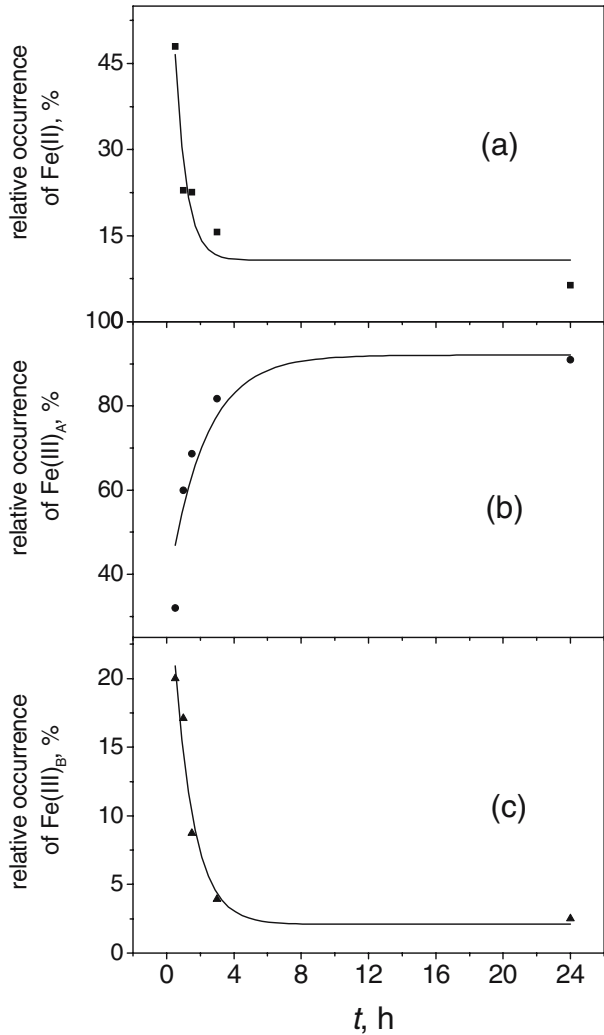 relative occurrence
of Fe(II), %
45
30
15
0
(a)
relative occurrence
of Fe(III)A, %
100
80
60
40
(b)
relative occurrence
of Fe(III)B, %
20
15
10
5
0
(c)
0 4 8 12 16 20 24
t, h